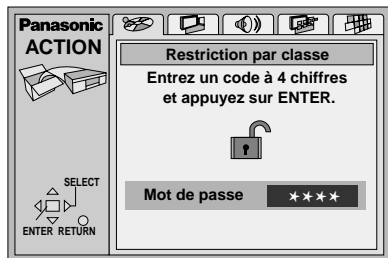 Panasonic
ACTION
Restriction par classe
Entrez un code à 4 chiffres
et appuyez sur ENTER.
Mot de passe ****
SELECT
ENTER RETURN